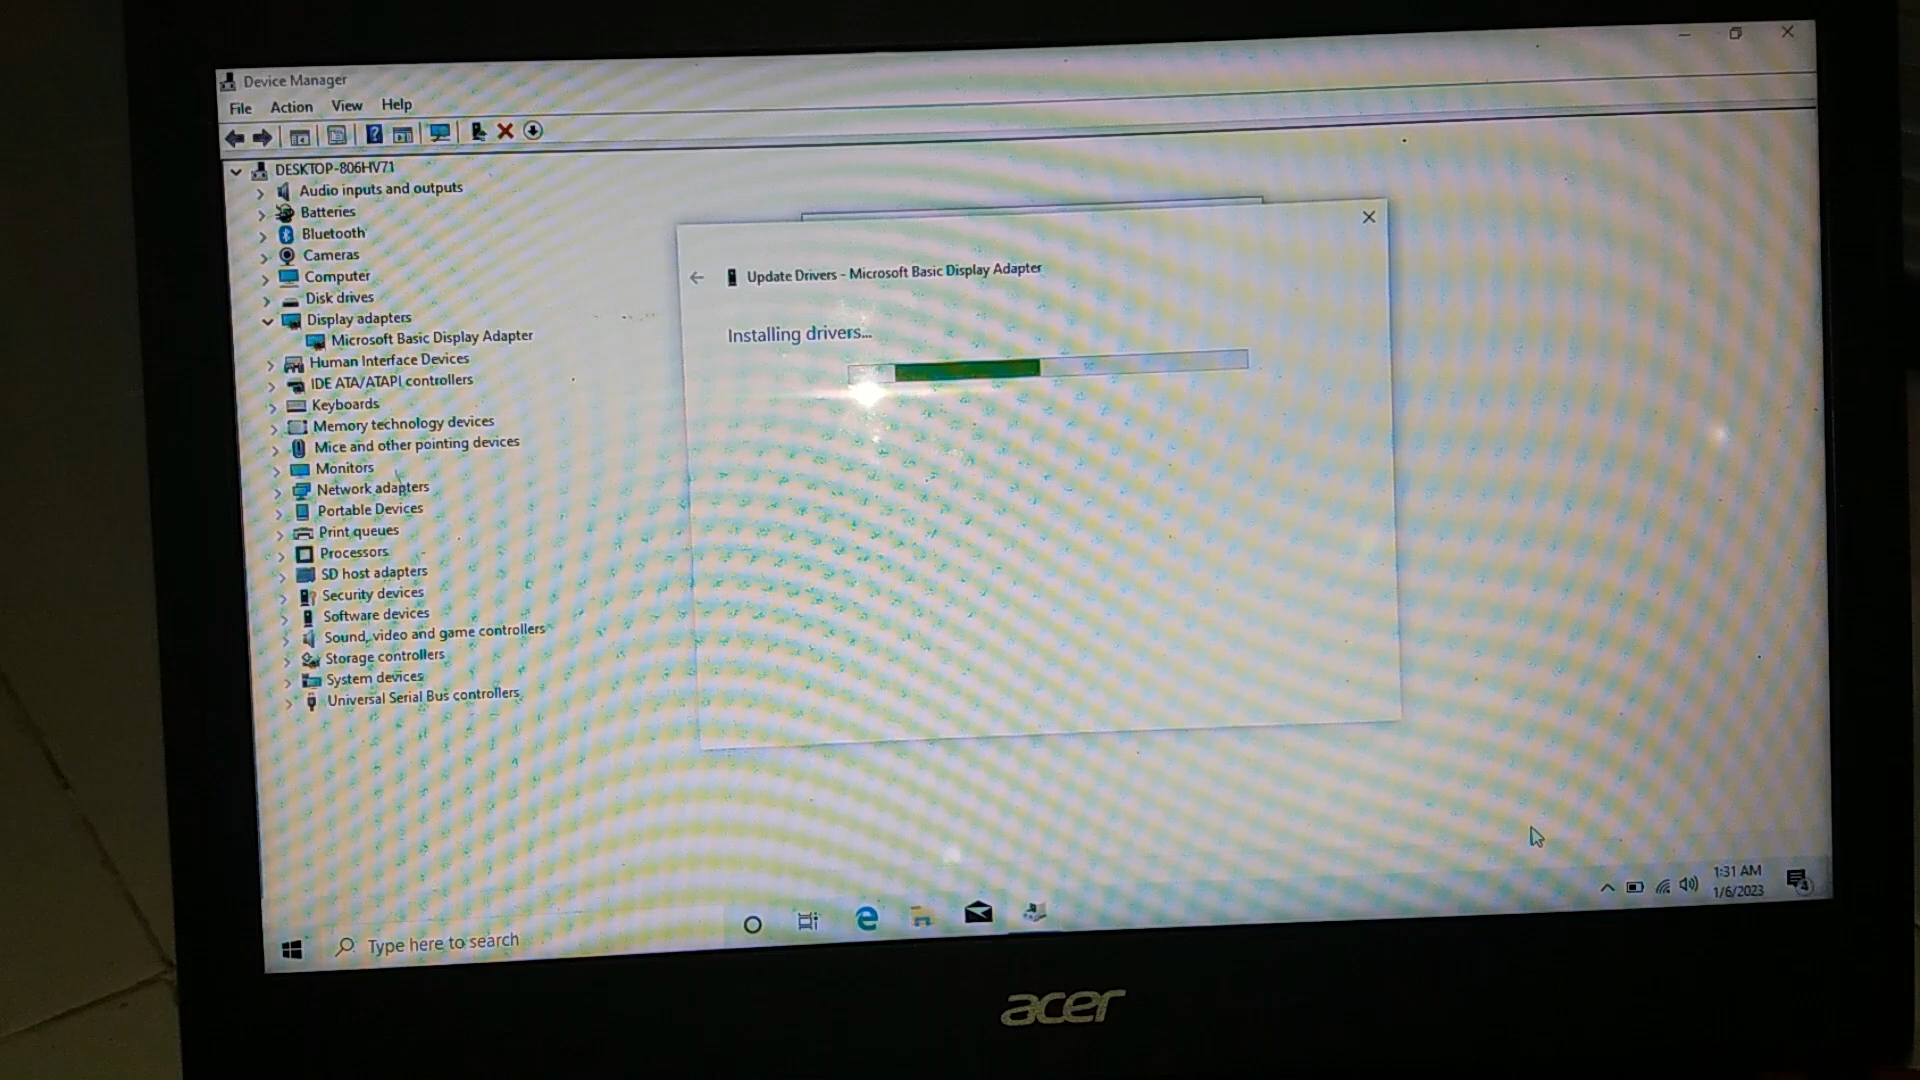 Device Manager
File Action View Help
DESKTOP-806HV71
Audio inputs and outputs
Batteries
Bluetooth
Cameras
Computer
Disk drives
Display adapters
Microsoft Basic Display Adapter
Human Interface Devices
IDE ATA/ATAPI controllers
Keyboards
Memory technology devices
Mice and other pointing devices
Monitors
Network adapters
Portable Devices
Print queues
Processors
SD host adapters
Security devices
Software devices
Sound, video and game controllers
Storage controllers
System devices
Universal Serial Bus controllers
Update Drivers - Microsoft Basic Display Adapter
Installing drivers...
Type here to search
1:31 AM
1/6/2023
4
acer